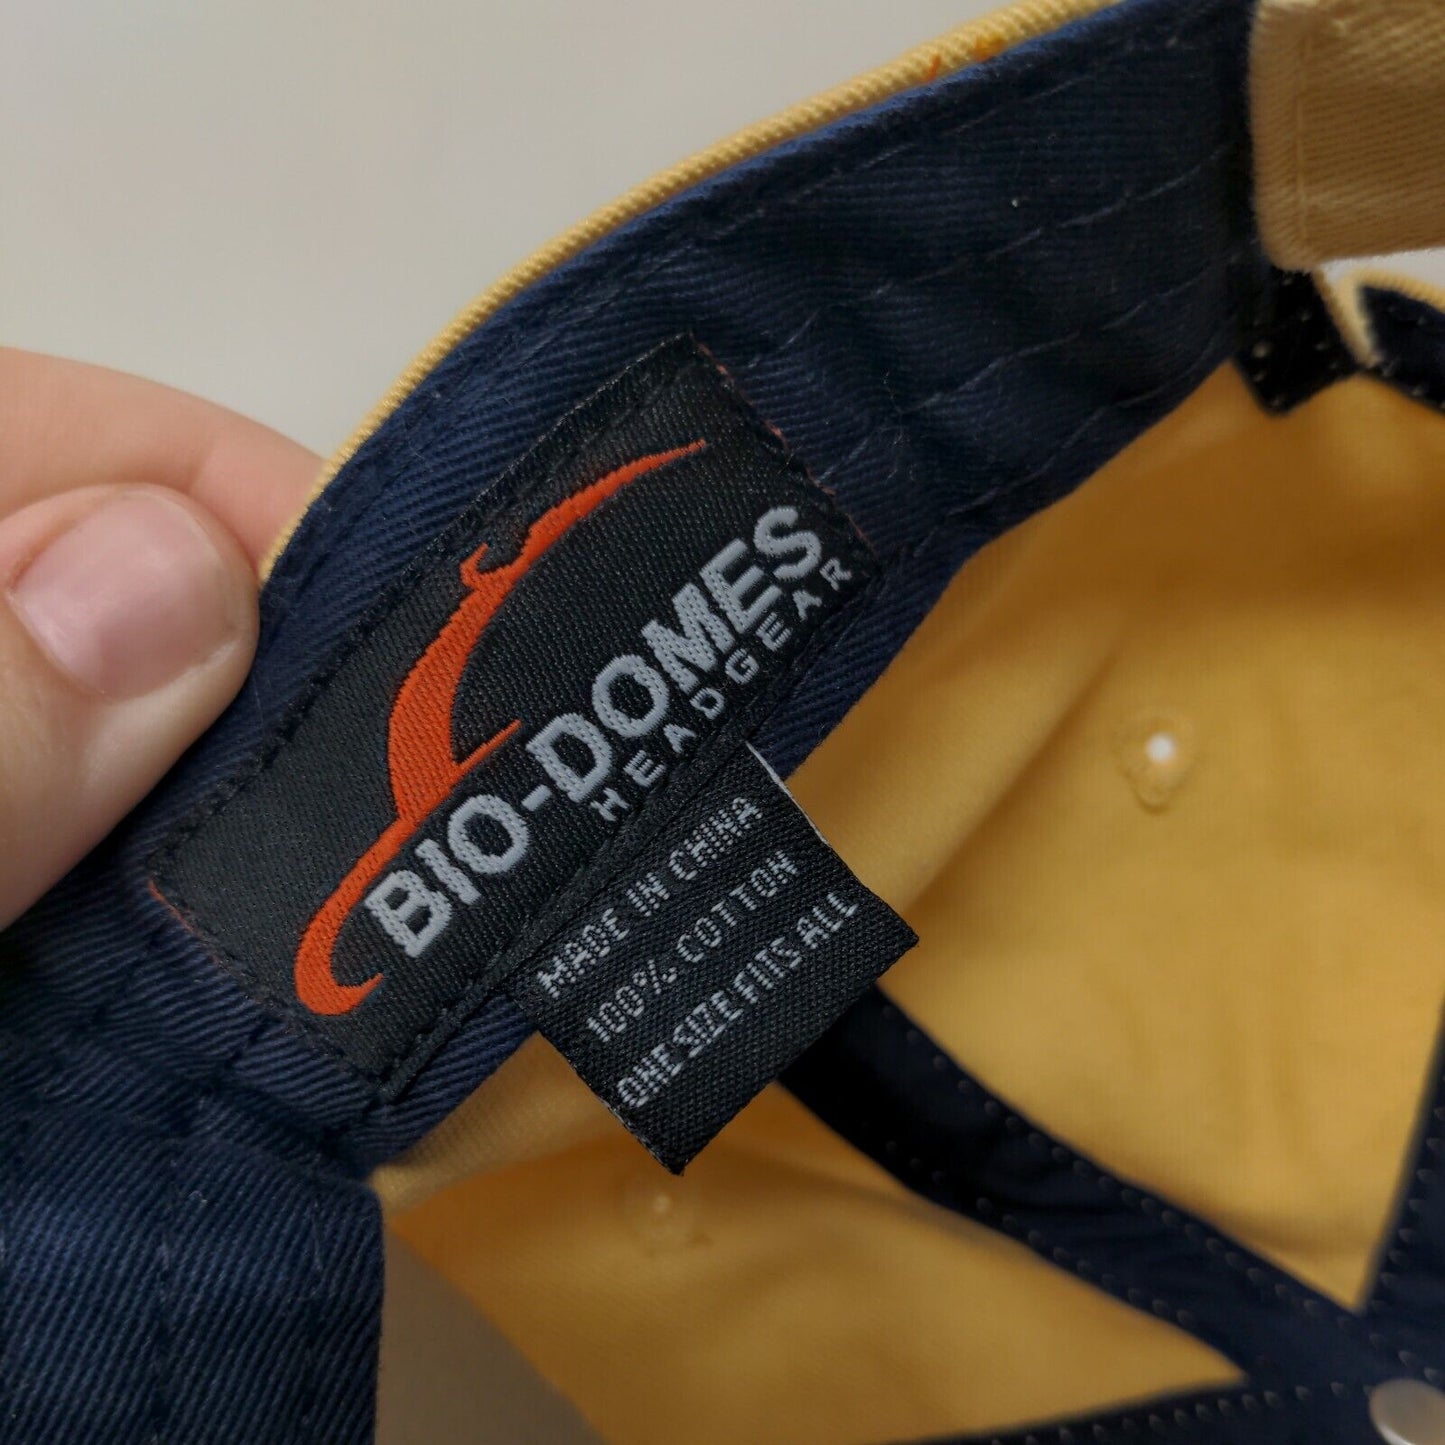 BIO-DOMES
HEADGEAR
MADE IN CHINA
100% COTTON
ONE SIZE FITS ALL